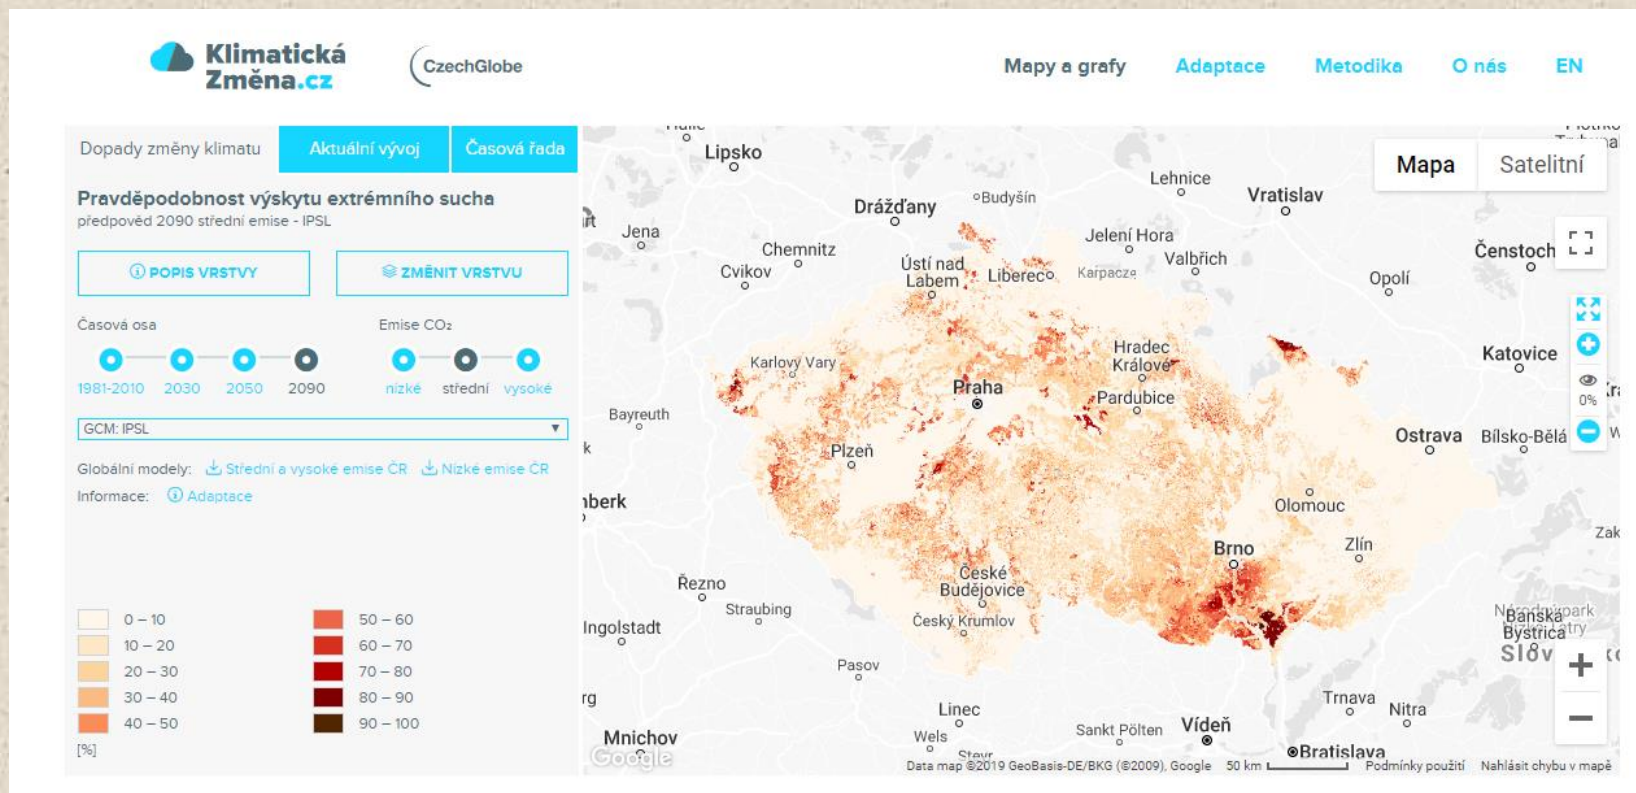 Klimatická
Změna.cz
CzechGlobe
Mapy a grafy
Adaptace
Metodika
O nás
EN
Dopady změny klimatu
Aktuální vývoj
Časová řada
Pravděpodobnost výskytu extrémního sucha
předpověď 2090 střední emise - IPSL
POPIS VRSTVY
ZMĚNIT VRSTVU
Časová osa
Emise CO₂
1981-2010 2030 2050 2090
nízké střední vysoké
GCM: IPSL
Globální modely: Střední a vysoké emise ČR Nízké emise ČR
Informace: Adaptace
0 – 10
10 – 20
20 – 30
30 – 40
40 – 50
50 – 60
60 – 70
70 – 80
80 – 90
90 – 100
[%]
Mapa
Satelitní
0%
Lipsko
Lehnice
Vratislav
Budyšín
Drážďany
Jena
Chemnitz
Jelení Hora
Valbřich
Čenstoch
Cvikov
Ústí nad
Labem
Liberec
Karpacz
Opolí
Karlovy Vary
Hradec
Králové
Katovice
Praha
Pardubice
Bayreuth
Plzeň
Ostrava
Bílsko-Bělá
Olomouc
Brno
Zlín
Zak
České
Budějovice
Řezno
Straubing
Český Krumlov
Ingolstadt
Národní park
Banská
Bystrica
Pasov
Trnava
Nitra
Linec
Wels
Sankt Pölten
Vídeň
Mnichov
Bratislava
Google
Data map ©2019 GeoBasis-DE/BKG (©2009), Google 50 km Podmínky použití Nahlásit chybu v mapě